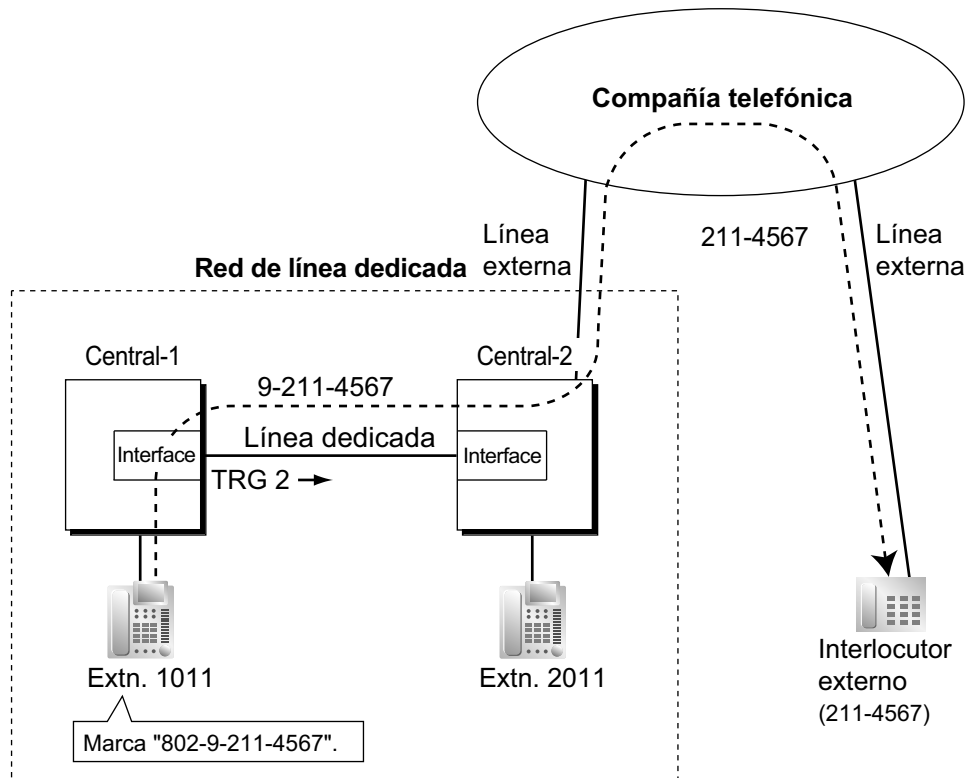 Compañía telefónica
Línea
externa
211-4567
Línea
externa
Red de línea dedicada
Central-1
Central-2
9-211-4567
Línea dedicada
Interface
Interface
TRG 2 →
Extn. 1011
Extn. 2011
Interlocutor
externo
(211-4567)
Marca "802-9-211-4567".